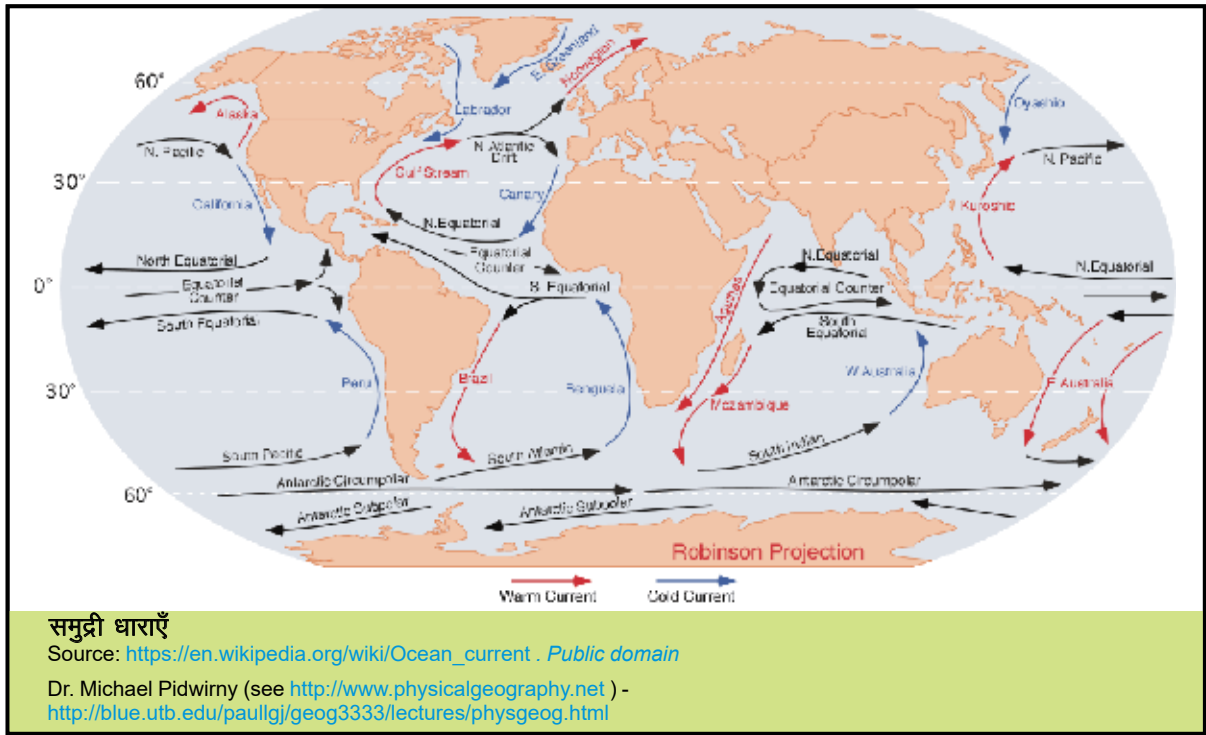 60°
Alaska
N. Pacific
Labrador
E. Greenland
Norwegian
Oyashio
N. Atlantic
Drift
N. Pacific
30°
Gulf Stream
California
Canary
Kuroshio
N.Equatorial
North Equatorial
Equatorial
Counter
N.Equatorial
N.Equatorial
0°
Equatorial
Counter
S. Equatorial
Equatorial Counter
South Equatorial
South
Equatorial
Agulhas
30°
Peru
Brazil
Benguela
Mozambique
W.Australia
E. Australia
South Pacific
South Atlantic
South Indian
60°
Antarctic Circumpolar
Antarctic Circumpolar
Antarctic Subpolar
Antarctic Subpolar
Robinson Projection
Warm Current
Cold Current
समुद्री धाराएँ
Source: https://en.wikipedia.org/wiki/Ocean_current . Public domain
Dr. Michael Pidwirny (see http://www.physicalgeography.net ) -
http://blue.utb.edu/paullgj/geog3333/lectures/physgeog.html